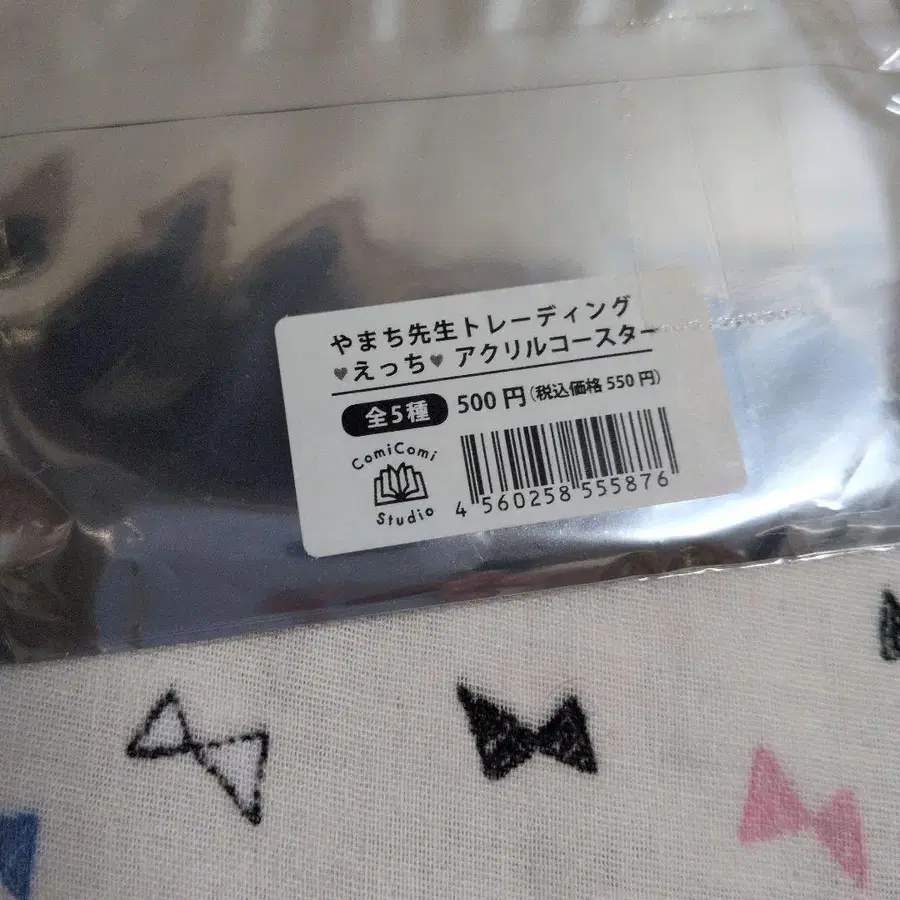 やまち先生トレーディング
♥えっち♥ アクリルコースター
全5種 500円(税込価格 550円)
ComiComi
Studio
4 560258 555876